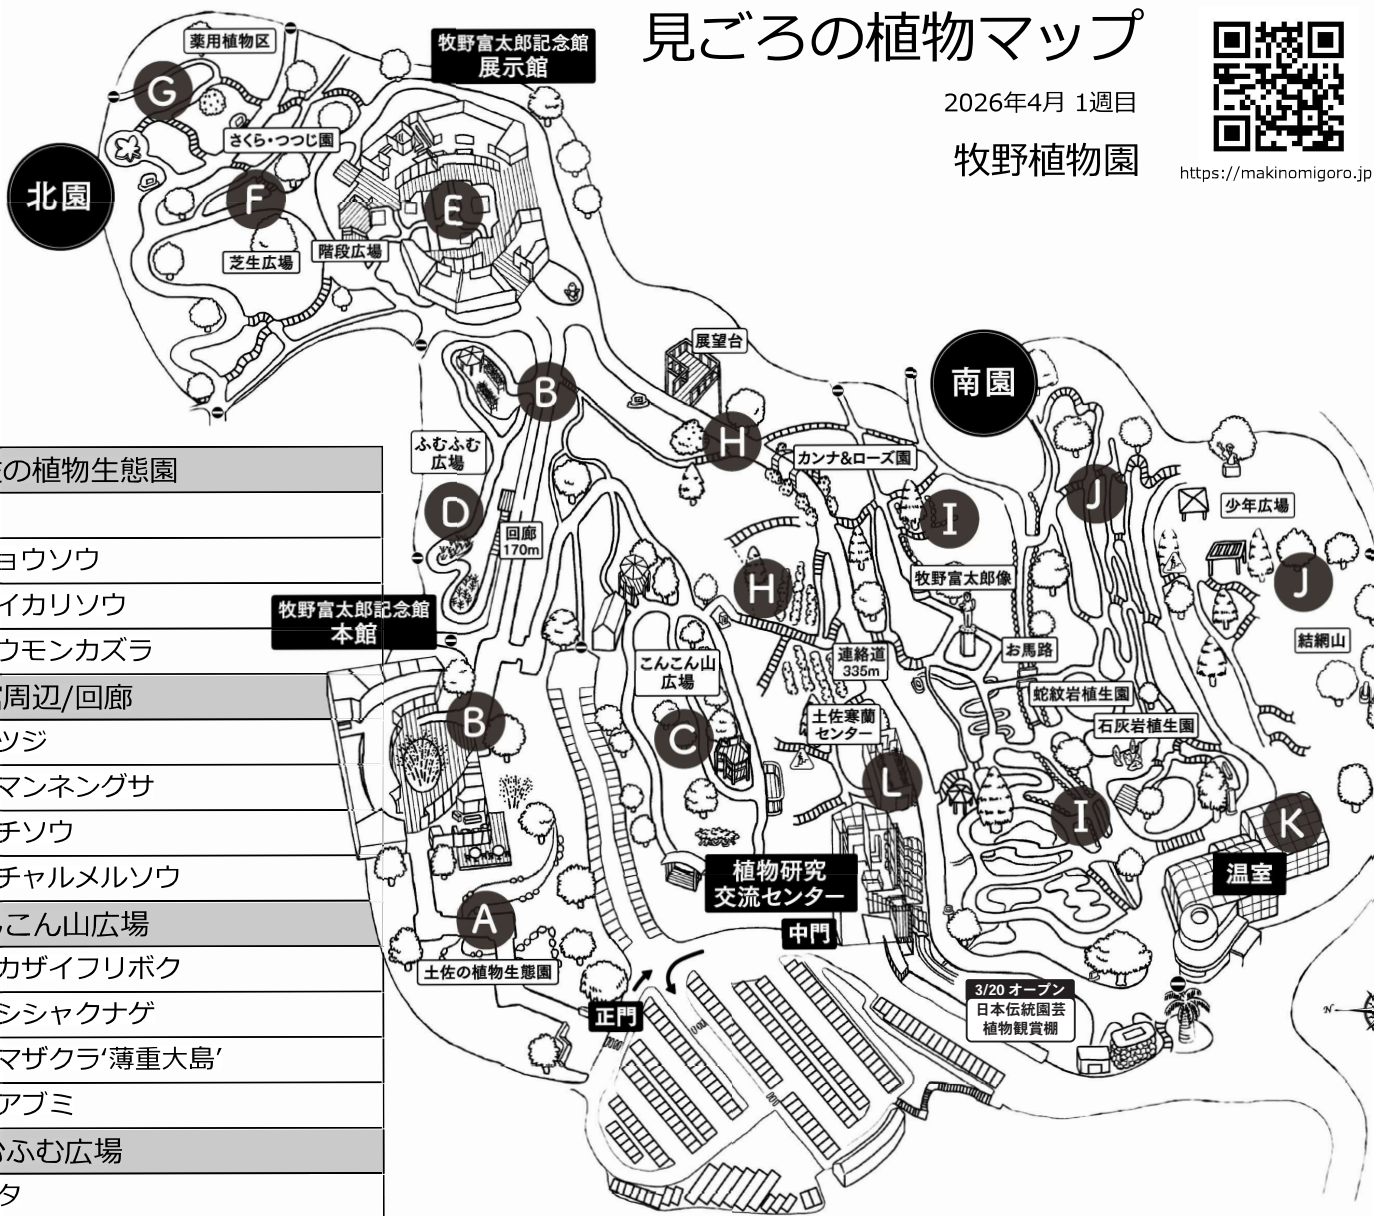 見ごろの植物マップ
2026年4月 1週目
牧野植物園
https://makinomigoro.jp
薬用植物区
牧野富太郎記念館
展示館
G
さくら・つつじ園
北園
F
E
芝生広場
階段広場
展望台
南園
B
H
ふむふむ
広場
カンナ&ローズ園
J
D
I
少年広場
回廊
170m
牧野富太郎像
H
J
牧野富太郎記念館
本館
お馬路
結網山
こんこん山
広場
連絡道
335m
蛇紋岩植生園
B
土佐寒蘭
センター
石灰岩植生園
C
L
I
K
植物研究
交流センター
温室
A
中門
土佐の植物生態園
正門
3/20 オープン
日本伝統園芸
植物観賞棚
N
の植物生態園
ョウソウ
イカリソウ
ウモンカズラ
周辺/回廊
ツジ
マンネングサ
チソウ
チャルメルソウ
こん山広場
カザイフリボク
シシャクナゲ
マザクラ‘薄重大島’
アブミ
ふむ広場
タ